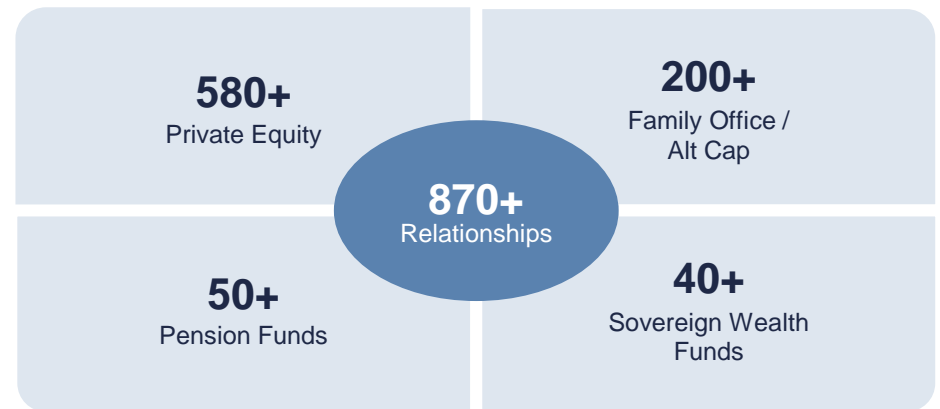 580+
Private Equity
200+
Family Office /
Alt Cap
870+
Relationships
50+
Pension Funds
40+
Sovereign Wealth
Funds